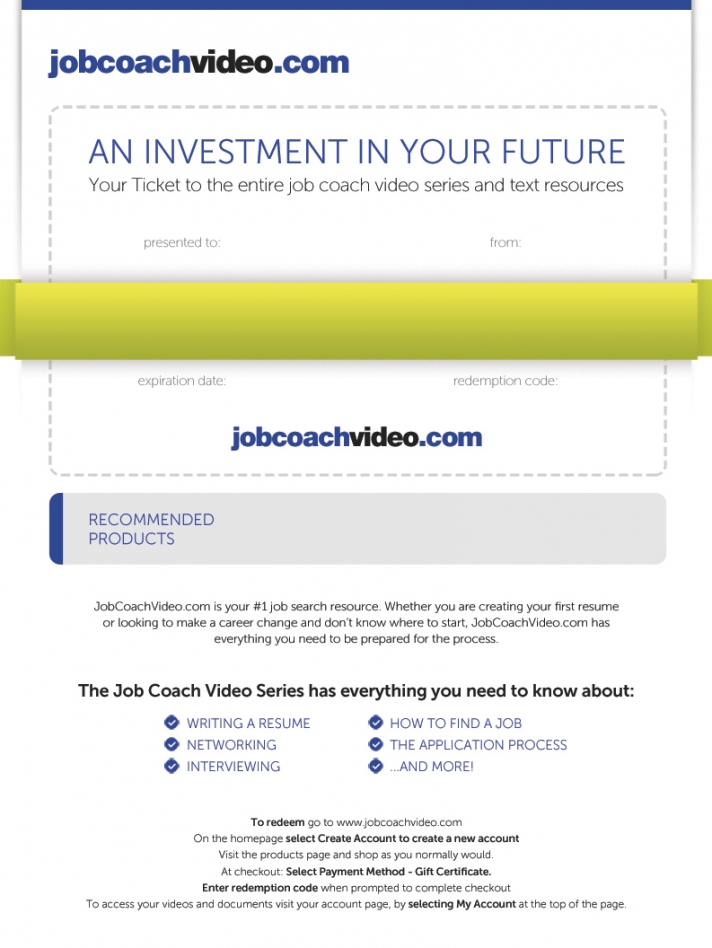 jobcoachvideo.com
AN INVESTMENT IN YOUR FUTURE
Your Ticket to the entire job coach video series and text resources
presented to: from:
expiration date: redemption code:
jobcoachvideo.com
RECOMMENDED
PRODUCTS
JobCoachVideo.com is your #1 job search resource. Whether you are creating your first resume
or looking to make a career change and don't know where to start, JobCoachVideo.com has
everything you need to be prepared for the process.
The Job Coach Video Series has everything you need to know about:
WRITING A RESUME HOW TO FIND A JOB
NETWORKING THE APPLICATION PROCESS
INTERVIEWING ...AND MORE!
To redeem go to www.jobcoachvideo.com
On the homepage select Create Account to create a new account
Visit the products page and shop as you normally would.
At checkout: Select Payment Method - Gift Certificate.
Enter redemption code when prompted to complete checkout
To access your videos and documents visit your account page, by selecting My Account at the top of the page.